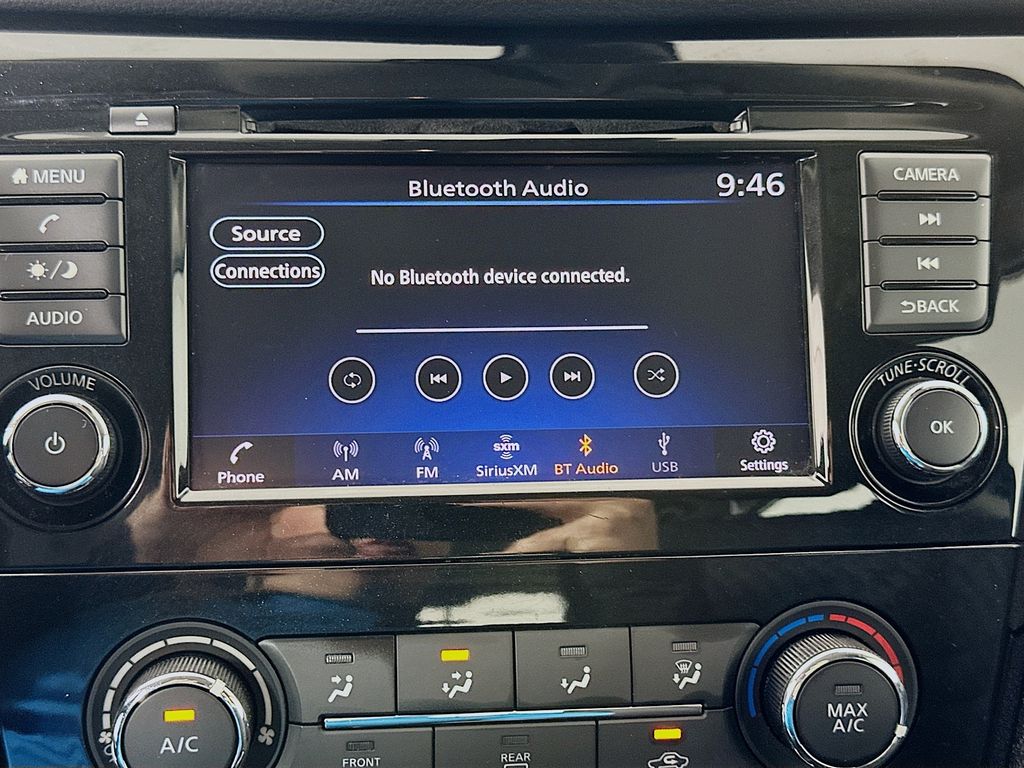 MENU
CAMERA
Bluetooth Audio
9:46
Source
Connections
No Bluetooth device connected.
AUDIO
BACK
VOLUME
TUNE·SCROLL
OK
Phone
AM
FM
sxm
SiriusXM
BT Audio
USB
Settings
A/C
MAX
A/C
FRONT
REAR